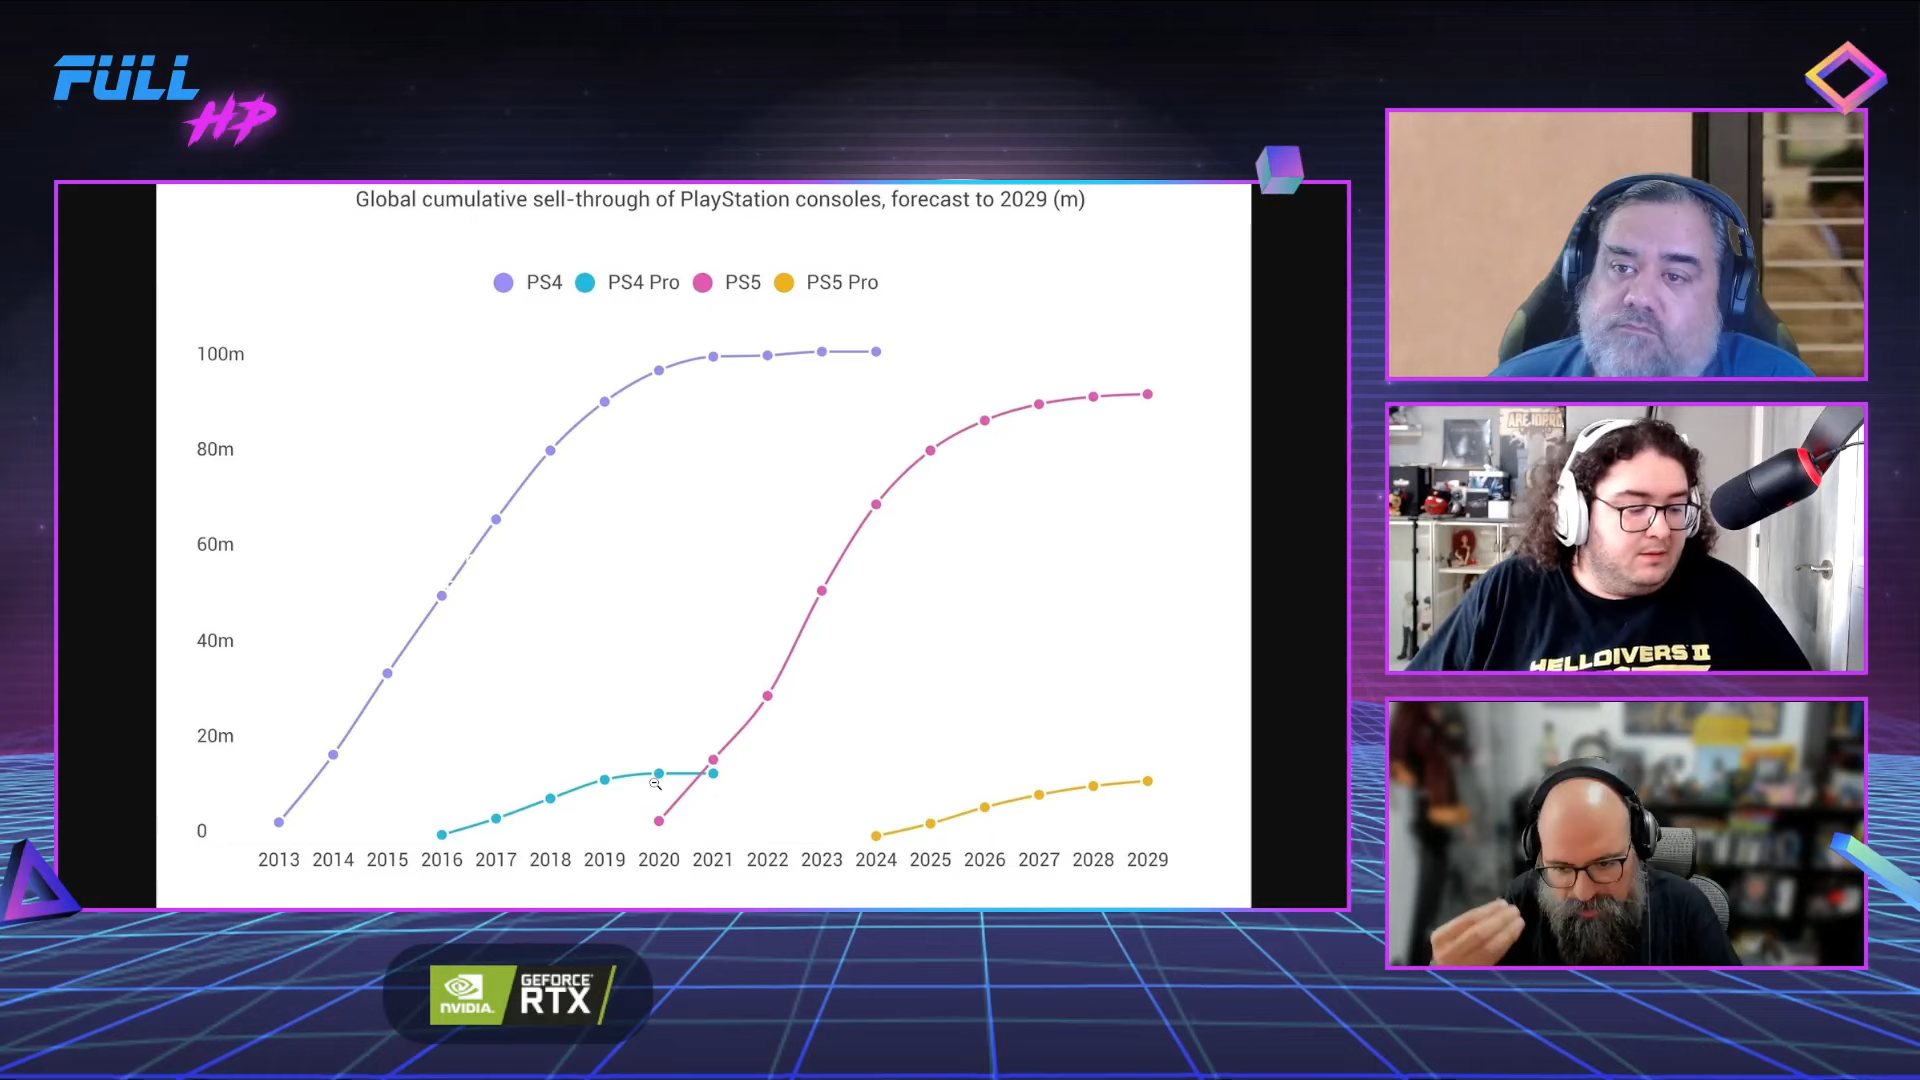 FULL
HP
Global cumulative sell-through of PlayStation consoles, forecast to 2029 (m)
PS4 PS4 Pro PS5 PS5 Pro
100m
80m
60m
40m
20m
0
2013 2014 2015 2016 2017 2018 2019 2020 2021 2022 2023 2024 2025 2026 2027 2028 2029
HELLDIVERS II
NVIDIA. GEFORCE RTX